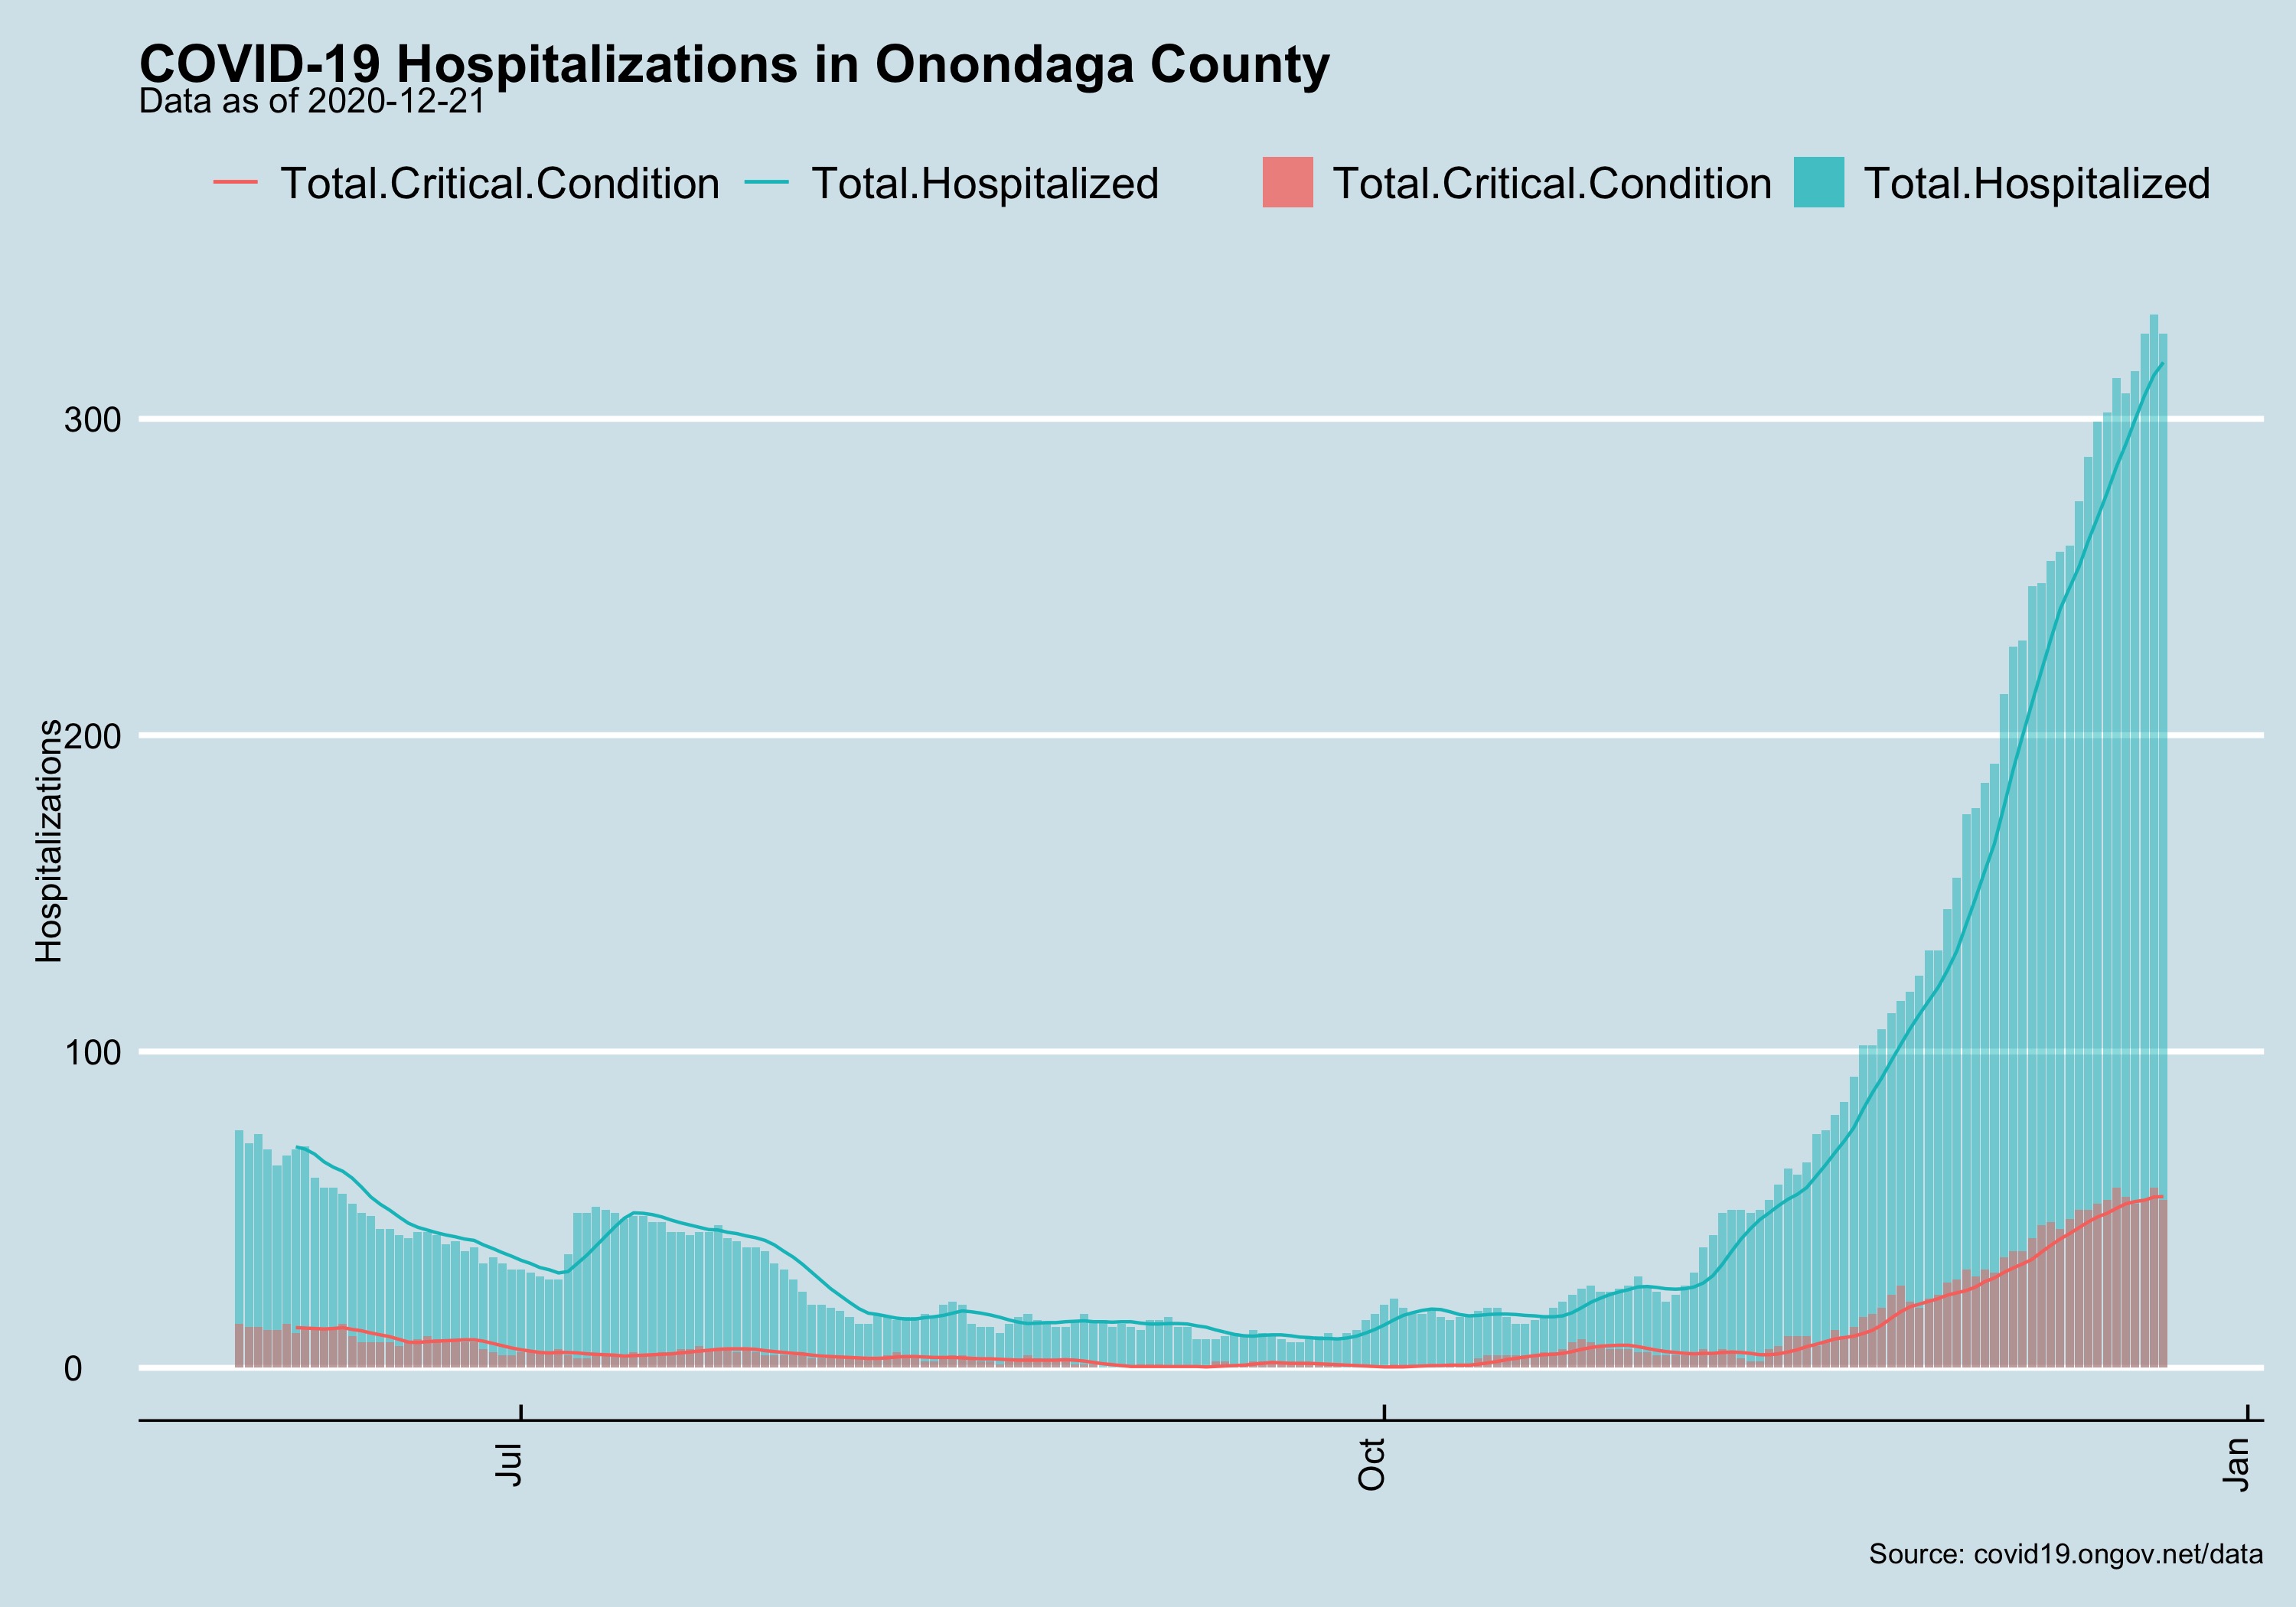 COVID-19 Hospitalizations in Onondaga County
Data as of 2020-12-21
Total.Critical.Condition Total.Hospitalized Total.Critical.Condition Total.Hospitalized
300
200
100
0
Hospitalizations
Jul Oct Jan
Source: covid19.ongov.net/data